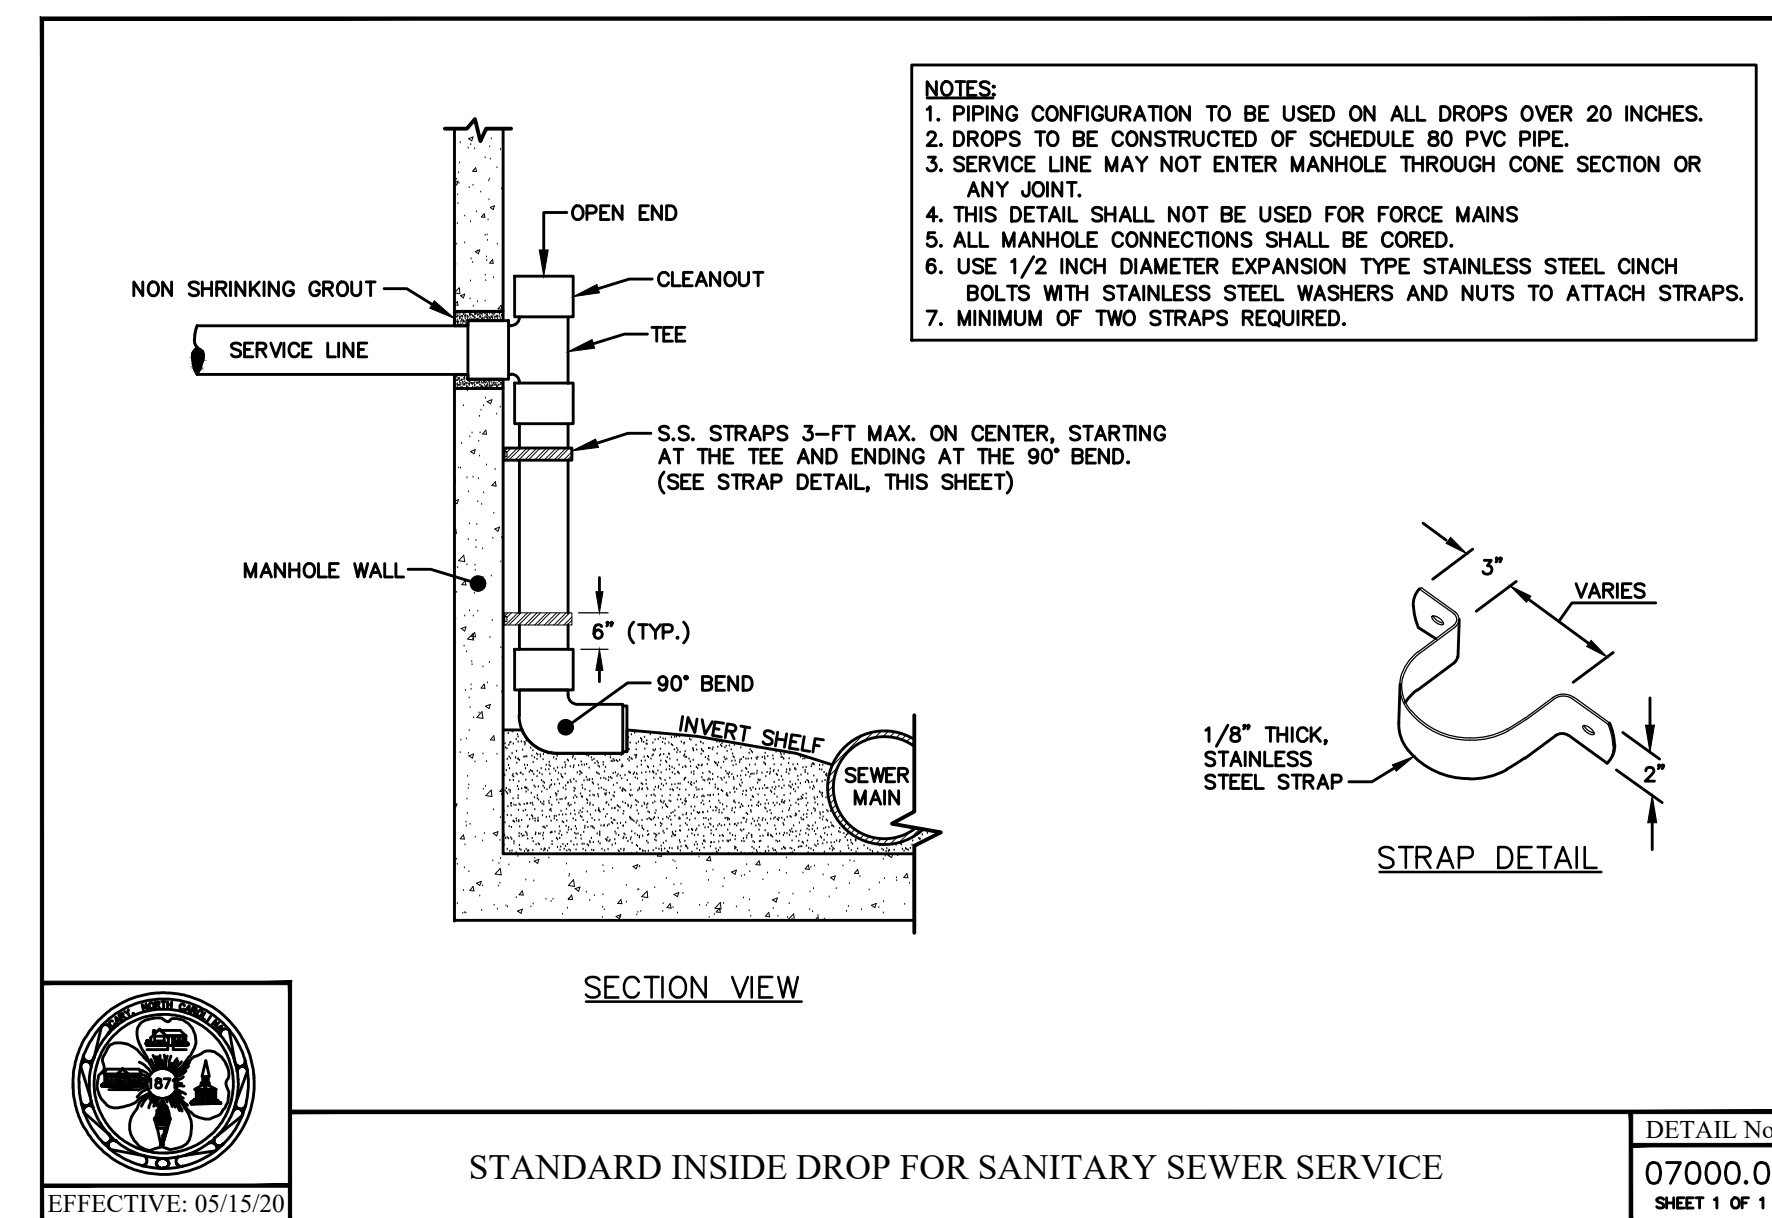 NOTES:
1. PIPING CONFIGURATION TO BE USED ON ALL DROPS OVER 20 INCHES.
2. DROPS TO BE CONSTRUCTED OF SCHEDULE 80 PVC PIPE.
3. SERVICE LINE MAY NOT ENTER MANHOLE THROUGH CONE SECTION OR
ANY JOINT.
4. THIS DETAIL SHALL NOT BE USED FOR FORCE MAINS
5. ALL MANHOLE CONNECTIONS SHALL BE CORED.
6. USE 1/2 INCH DIAMETER EXPANSION TYPE STAINLESS STEEL CINCH
BOLTS WITH STAINLESS STEEL WASHERS AND NUTS TO ATTACH STRAPS.
7. MINIMUM OF TWO STRAPS REQUIRED.
OPEN END
CLEANOUT
NON SHRINKING GROUT
TEE
SERVICE LINE
S.S. STRAPS 3-FT MAX. ON CENTER, STARTING
AT THE TEE AND ENDING AT THE 90° BEND.
(SEE STRAP DETAIL, THIS SHEET)
MANHOLE WALL
6" (TYP.)
90° BEND
INVERT SHELF
SEWER
MAIN
SECTION VIEW
3"
VARIES
1/8" THICK,
STAINLESS
STEEL STRAP
2"
STRAP DETAIL
CARY, NORTH CAROLINA
1871
EFFECTIVE: 05/15/20
STANDARD INSIDE DROP FOR SANITARY SEWER SERVICE
DETAIL No
07000.0
SHEET 1 OF 1